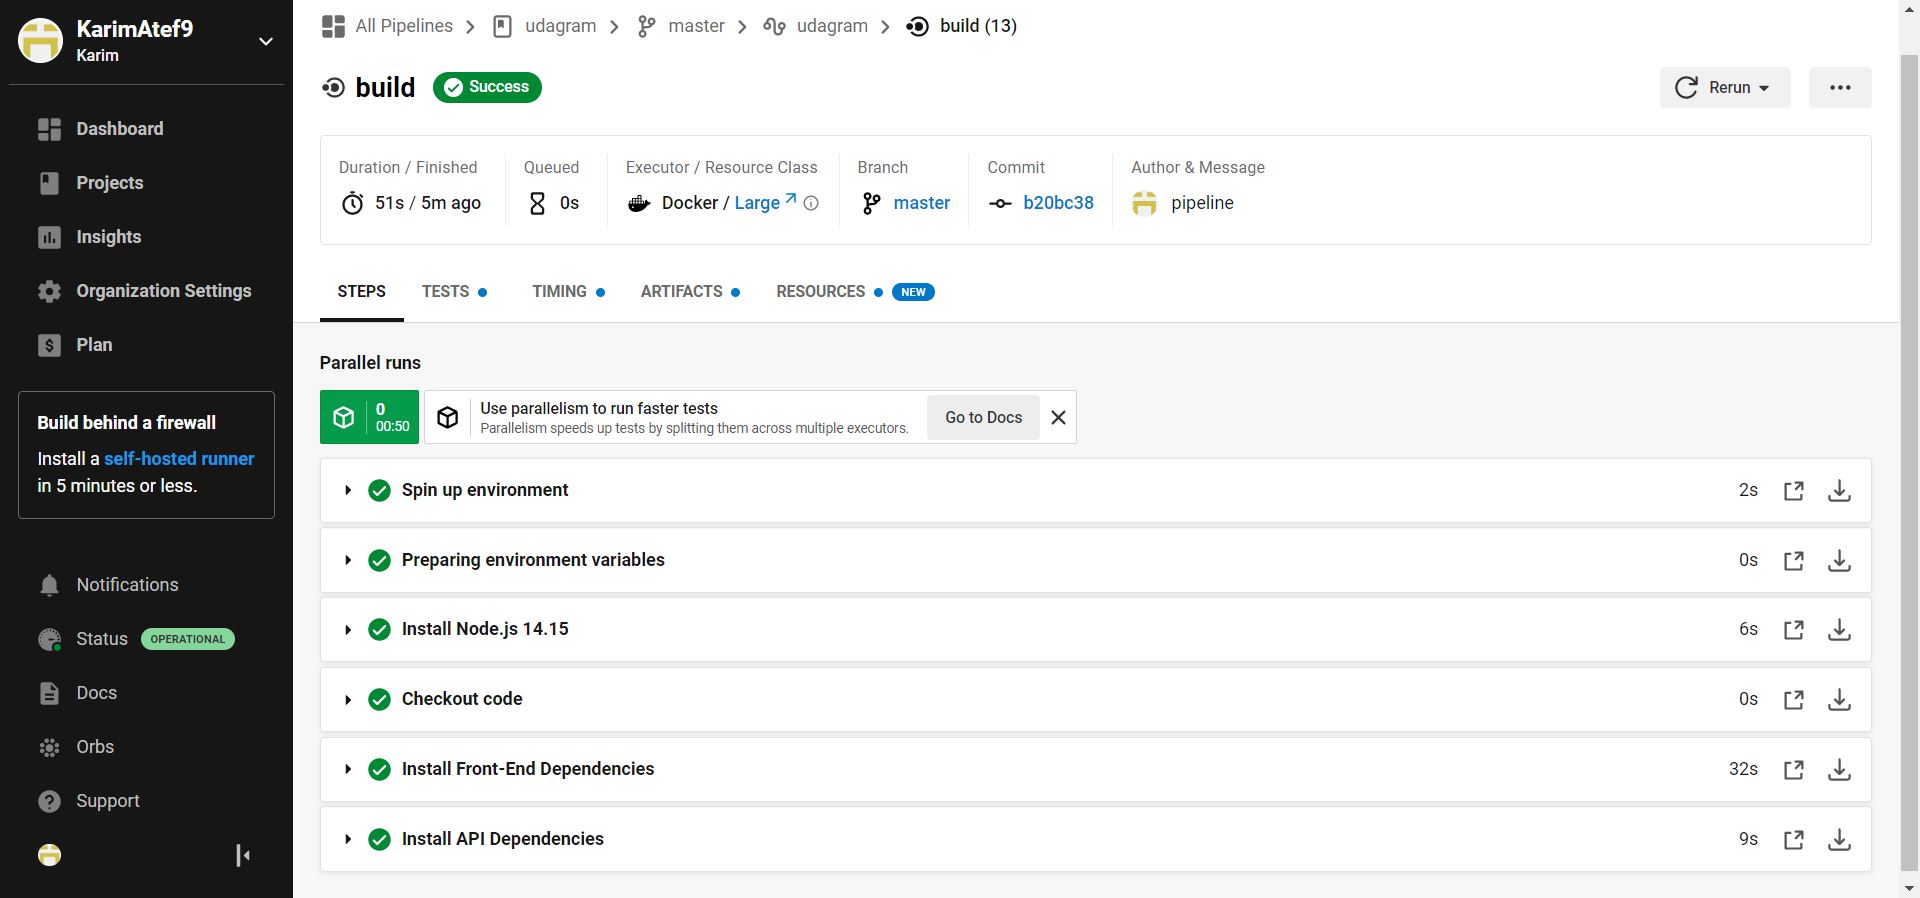 KarimAtef9
Karim
Dashboard
Projects
Insights
Organization Settings
Plan
Build behind a firewall
Install a self-hosted runner
in 5 minutes or less.
Notifications
Status OPERATIONAL
Docs
Orbs
Support
All Pipelines udagram master udagram build (13)
build Success
Rerun
Duration / Finished Queued Executor / Resource Class Branch Commit Author & Message
51s / 5m ago 0s Docker / Large master b20bc38 pipeline
STEPS TESTS TIMING ARTIFACTS RESOURCES NEW
Parallel runs
0
00:50
Use parallelism to run faster tests
Parallelism speeds up tests by splitting them across multiple executors.
Go to Docs
Spin up environment 2s
Preparing environment variables 0s
Install Node.js 14.15 6s
Checkout code 0s
Install Front-End Dependencies 32s
Install API Dependencies 9s